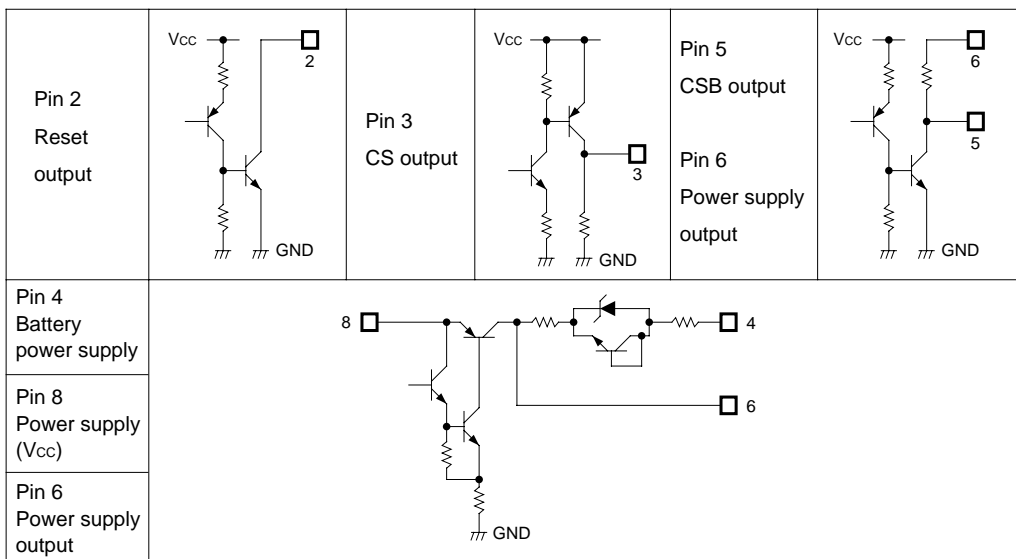 Pin 2
Reset
output
Vcc
2
GND
Pin 3
CS output
Vcc
3
GND
Pin 5
CSB output
Pin 6
Power supply
output
Vcc
6
5
GND
Pin 4
Battery
power supply
Pin 8
Power supply
(Vcc)
Pin 6
Power supply
output
8
4
6
GND